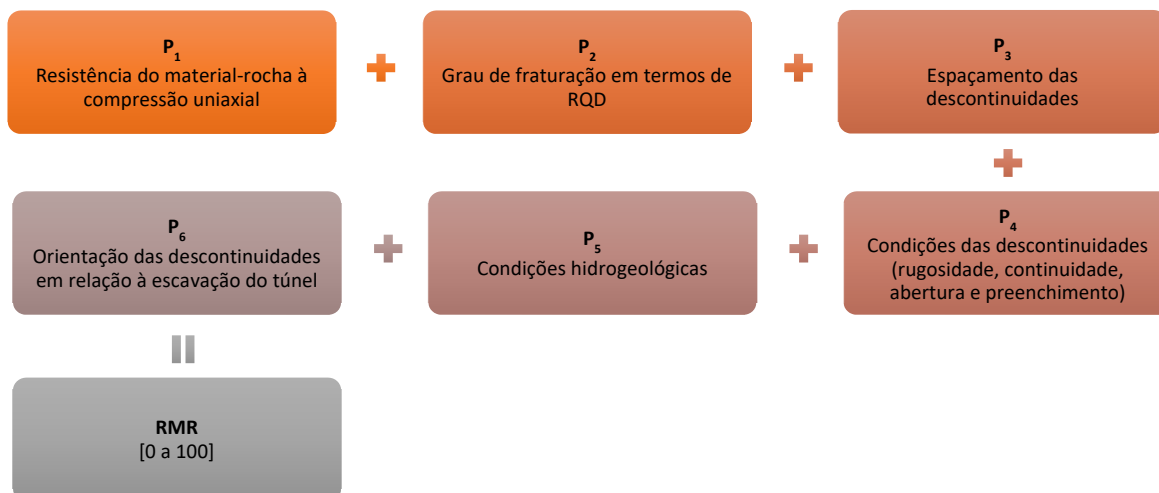 P1
Resistência do material-rocha à
compressão uniaxial
P2
Grau de fraturação em termos de
RQD
P3
Espaçamento das
descontinuidades
P4
Condições das descontinuidades
(rugosidade, continuidade,
abertura e preenchimento)
P5
Condições hidrogeológicas
P6
Orientação das descontinuidades
em relação à escavação do túnel
RMR
[0 a 100]